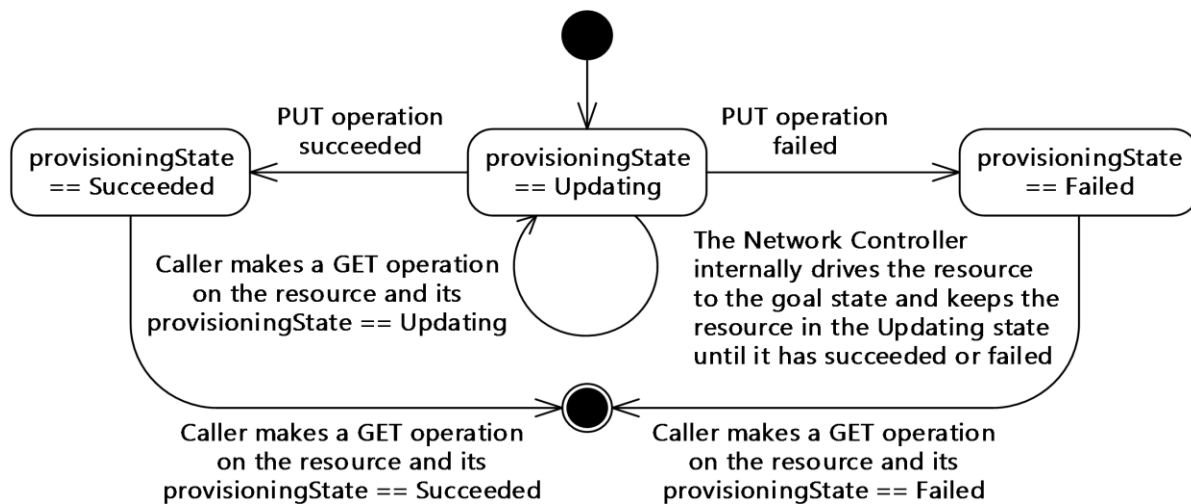 PUT operation
succeeded
PUT operation
failed
provisioningState
== Succeeded
provisioningState
== Updating
provisioningState
== Failed
Caller makes a GET operation
on the resource and its
provisioningState == Updating
The Network Controller
internally drives the resource
to the goal state and keeps the
resource in the Updating state
until it has succeeded or failed
Caller makes a GET operation
on the resource and its
provisioningState == Succeeded
Caller makes a GET operation
on the resource and its
provisioningState == Failed